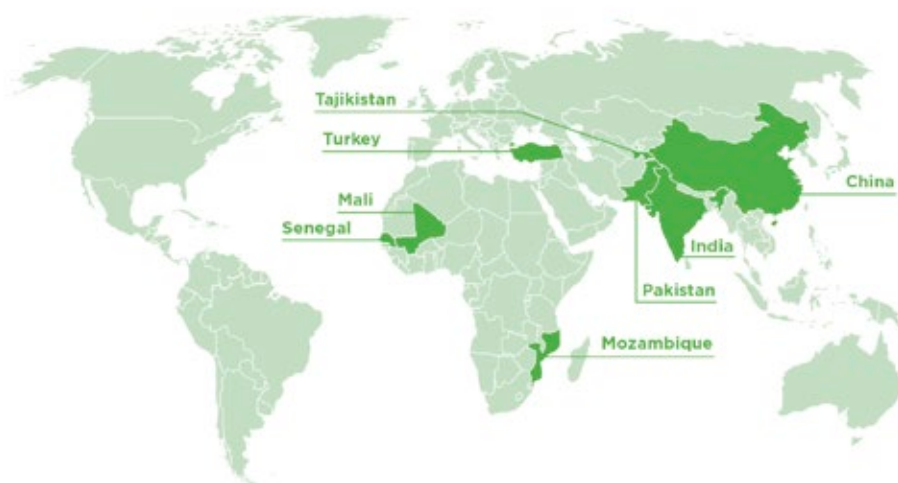 Tajikistan
Turkey
China
Mali
Senegal
India
Pakistan
Mozambique